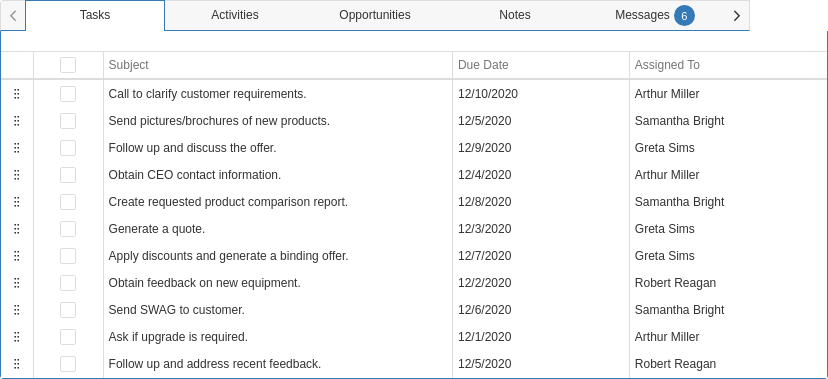 Tasks Activities Opportunities Notes Messages 6
Subject Due Date Assigned To
Call to clarify customer requirements. 12/10/2020 Arthur Miller
Send pictures/brochures of new products. 12/5/2020 Samantha Bright
Follow up and discuss the offer. 12/9/2020 Greta Sims
Obtain CEO contact information. 12/4/2020 Arthur Miller
Create requested product comparison report. 12/8/2020 Samantha Bright
Generate a quote. 12/3/2020 Greta Sims
Apply discounts and generate a binding offer. 12/7/2020 Greta Sims
Obtain feedback on new equipment. 12/2/2020 Robert Reagan
Send SWAG to customer. 12/6/2020 Samantha Bright
Ask if upgrade is required. 12/1/2020 Arthur Miller
Follow up and address recent feedback. 12/5/2020 Robert Reagan